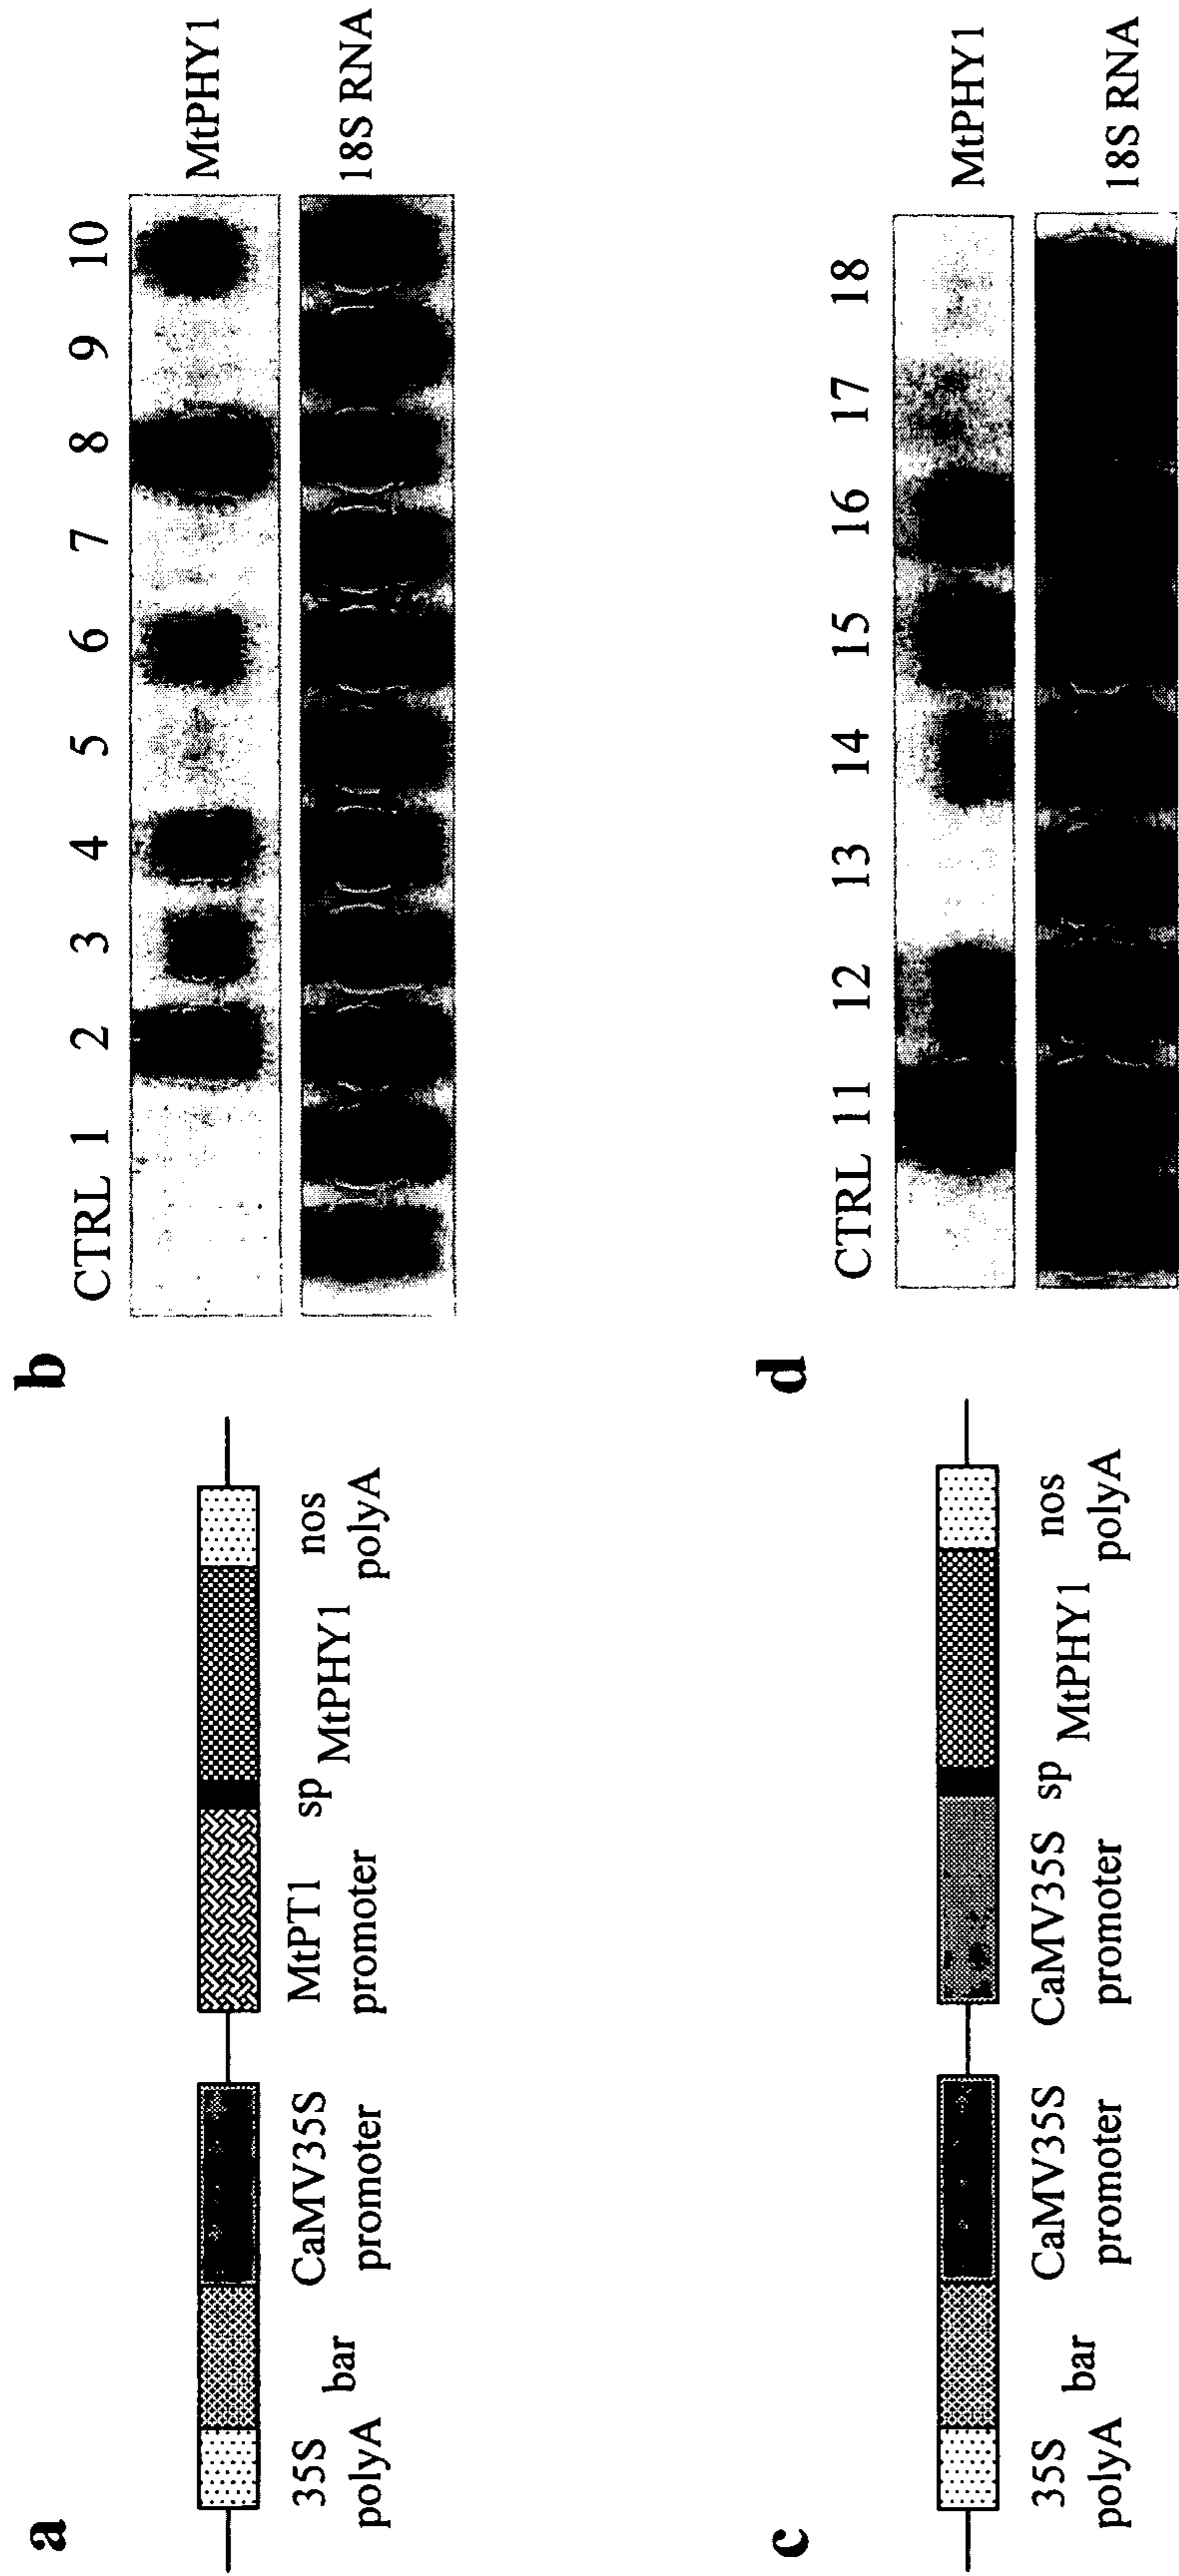 a
35S polyA
bar
CaMV35S promoter
MtPT1 promoter
sp
MtPHY1
nos polyA
b
CTRL 1 2 3 4 5 6 7 8 9 10
MtPHY1
18S RNA
c
35S polyA
bar
CaMV35S promoter
CaMV35S promoter
sp
MtPHY1
nos polyA
d
CTRL 11 12 13 14 15 16 17 18
MtPHY1
18S RNA